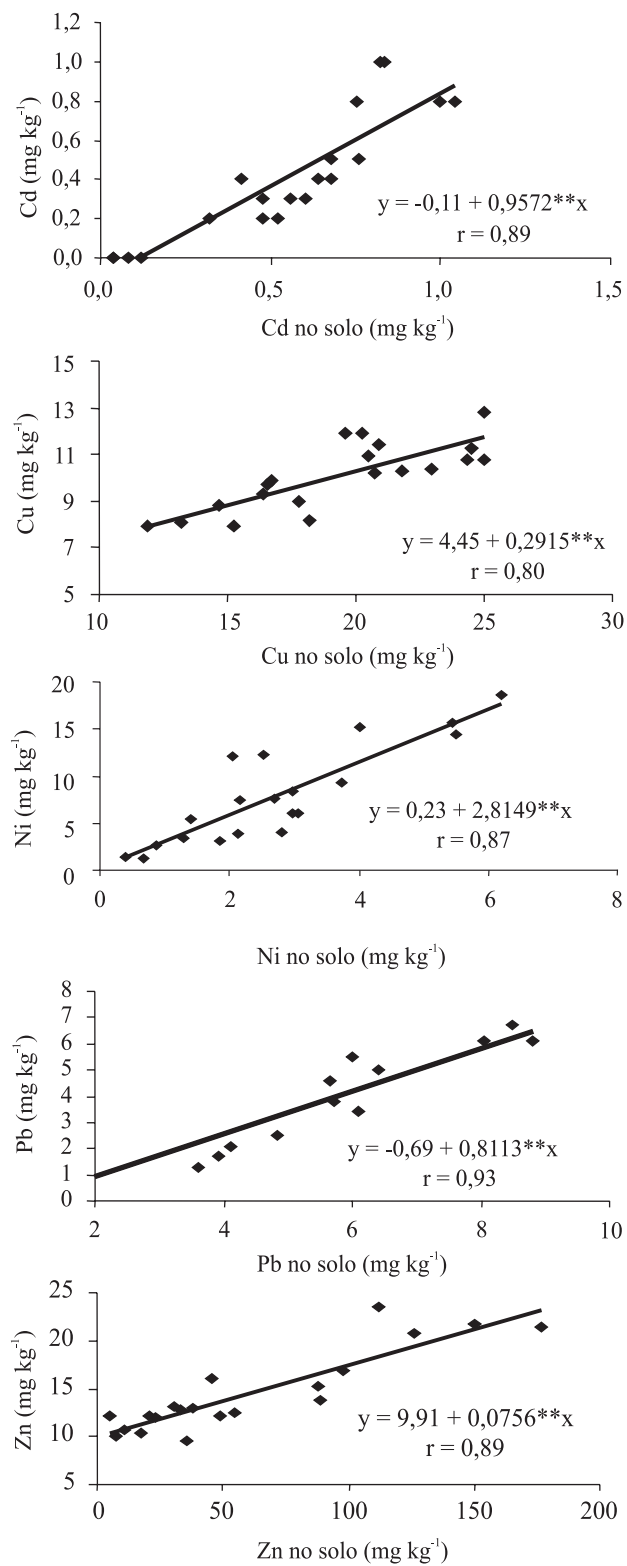 Cd (mg kg⁻¹)
1,2
1,0
0,8
0,6
0,4
0,2
0,0
y = -0,11 + 0,9572**x
r = 0,89
0,0 0,5 1,0 1,5
Cd no solo (mg kg⁻¹)
Cu (mg kg⁻¹)
15
13
11
9
7
5
y = 4,45 + 0,2915**x
r = 0,80
10 15 20 25 30
Cu no solo (mg kg⁻¹)
Ni (mg kg⁻¹)
20
15
10
5
0
y = 0,23 + 2,8149**x
r = 0,87
0 2 4 6 8
Ni no solo (mg kg⁻¹)
Pb (mg kg⁻¹)
8
7
6
5
4
3
2
1
0
y = -0,69 + 0,8113**x
r = 0,93
2 4 6 8 10
Pb no solo (mg kg⁻¹)
Zn (mg kg⁻¹)
25
20
15
10
5
y = 9,91 + 0,0756**x
r = 0,89
0 50 100 150 200
Zn no solo (mg kg⁻¹)